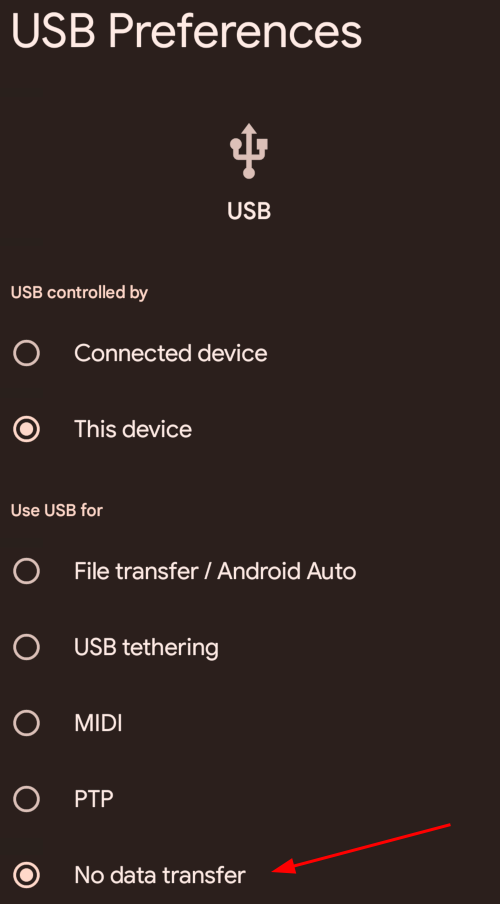 USB Preferences
USB
USB controlled by
Connected device
This device
Use USB for
File transfer / Android Auto
USB tethering
MIDI
PTP
No data transfer